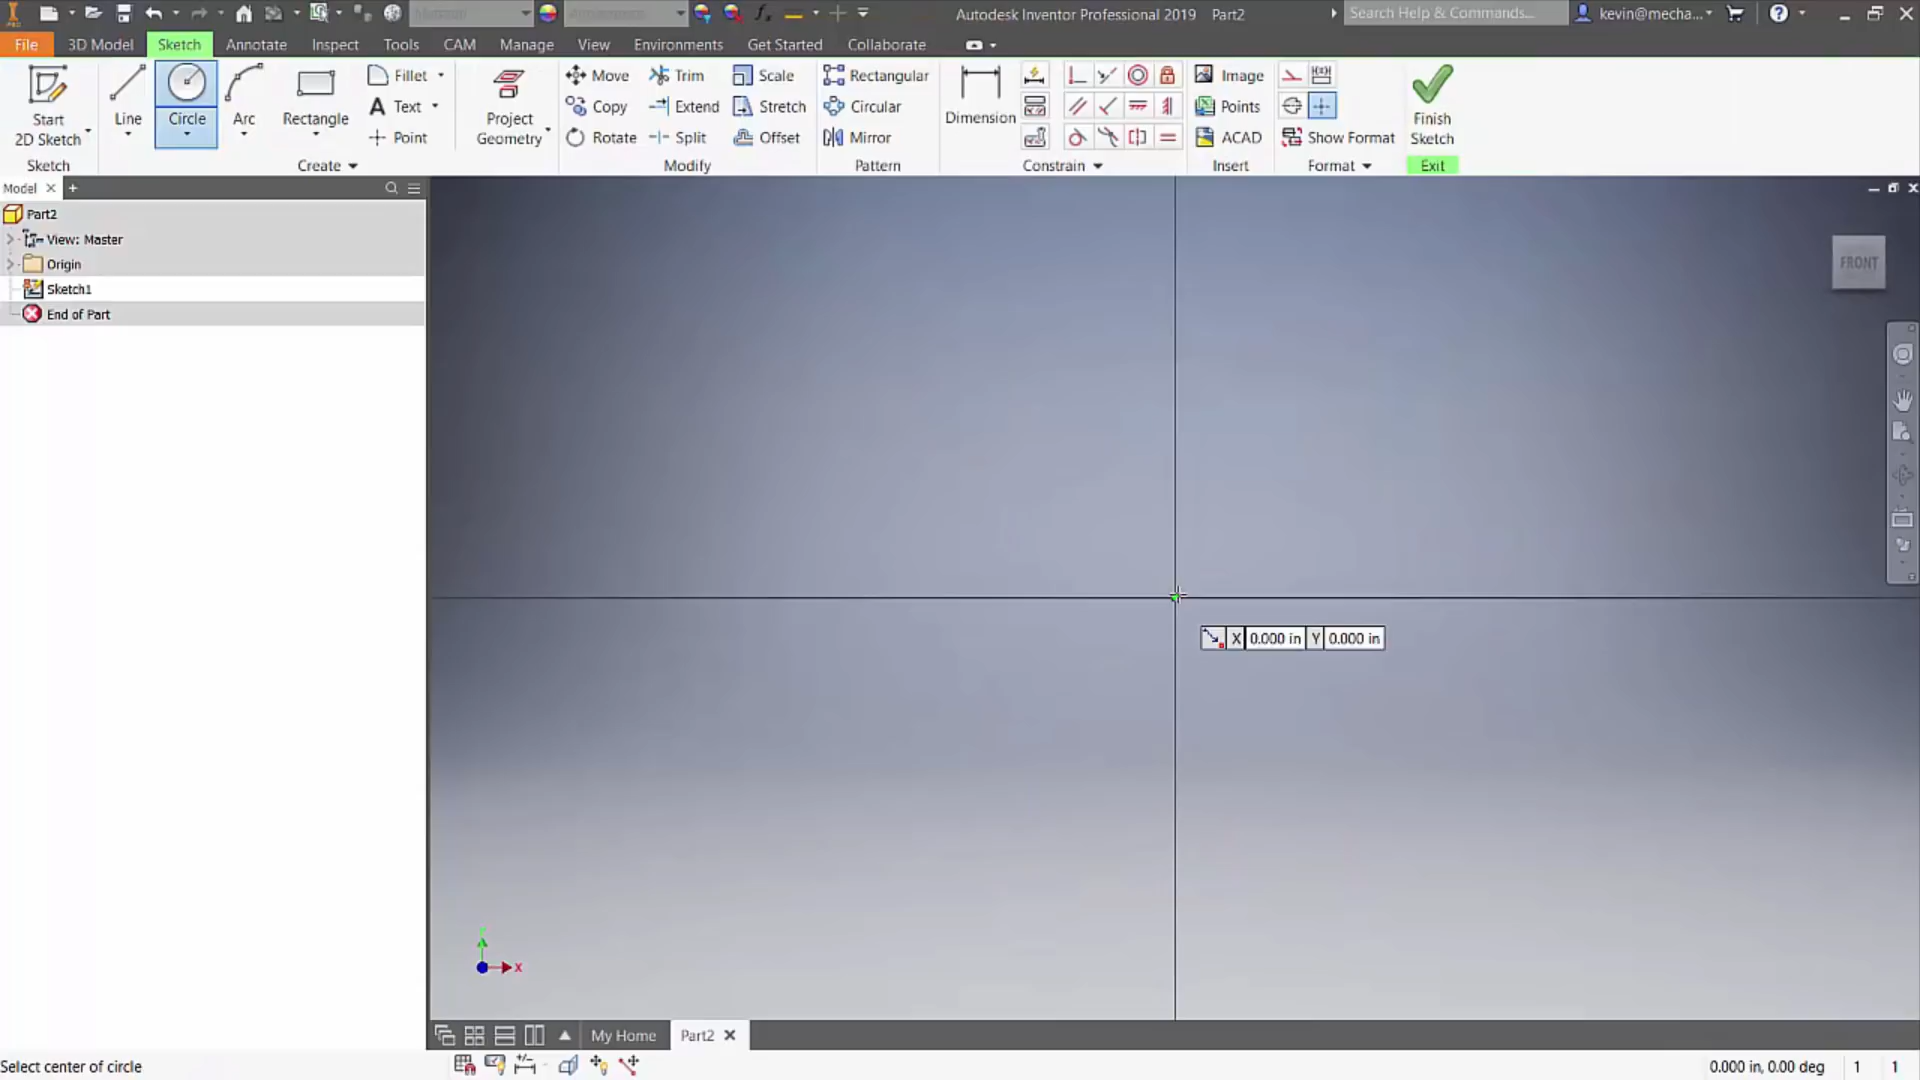 Autodesk Inventor Professional 2019 Part2
Search Help & Commands...
kevin@mecha...
File 3D Model Sketch Annotate Inspect Tools CAM Manage View Environments Get Started Collaborate
Start
2D Sketch
Line
Circle
Arc
Rectangle
Fillet
Text
Point
Project
Geometry
Move
Copy
Rotate
Trim
Extend
Split
Scale
Stretch
Offset
Rectangular
Circular
Mirror
Dimension
Image
Points
ACAD
Show Format
Finish
Sketch
Sketch Create Modify Pattern Constrain Insert Format Exit
Model
Part2
View: Master
Origin
Sketch1
End of Part
FRONT
X 0.000 in Y 0.000 in
X
My Home Part2
Select center of circle
0.000 in, 0.00 deg 1 1